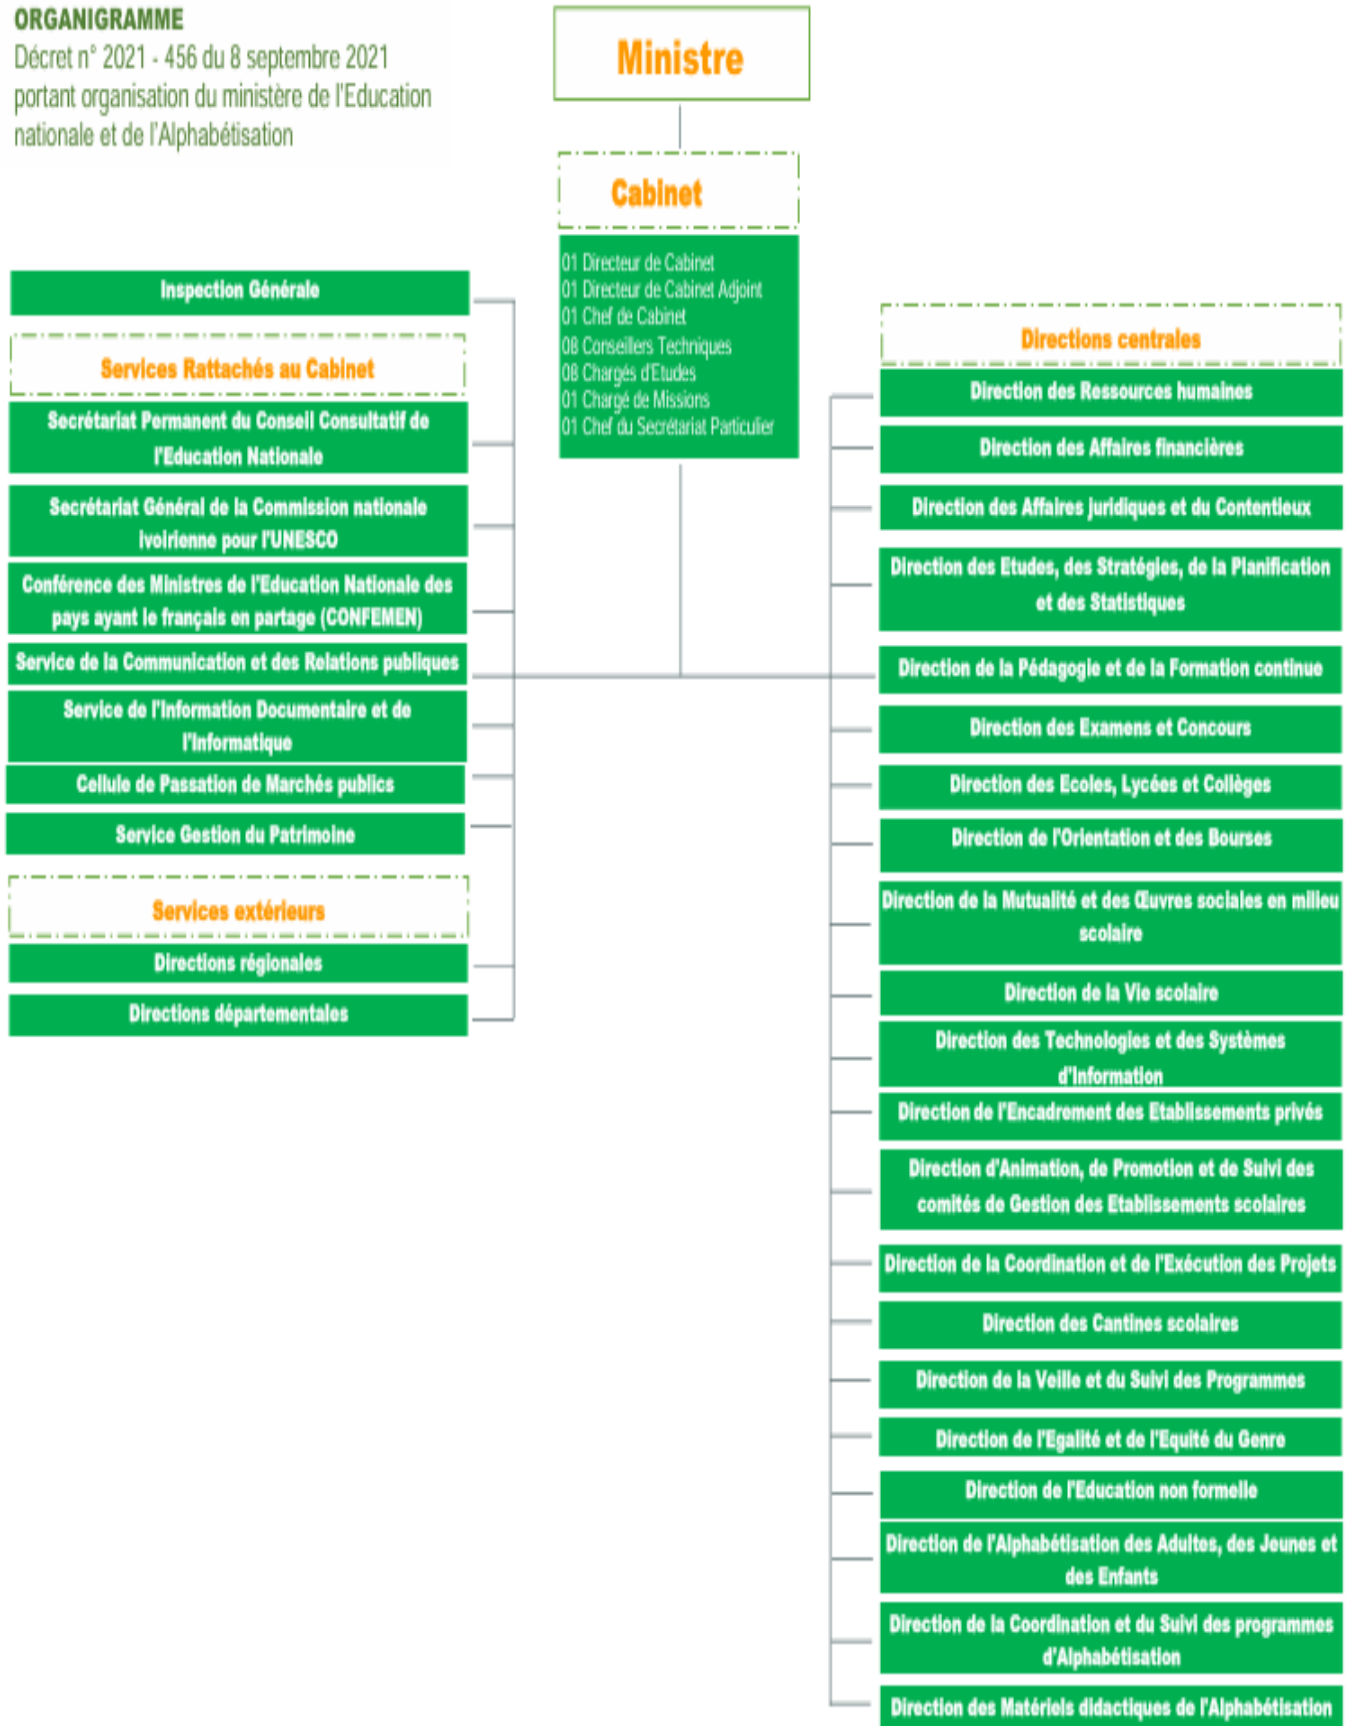 ORGANIGRAMME
Décret n° 2021 - 456 du 8 septembre 2021
portant organisation du ministère de l'Education
nationale et de l'Alphabétisation
Ministre
Cabinet
01 Directeur de Cabinet
01 Directeur de Cabinet Adjoint
01 Chef de Cabinet
08 Conseillers Techniques
08 Chargés d'Etudes
01 Chargé de Missions
01 Chef du Secrétariat Particulier
Inspection Générale
Services Rattachés au Cabinet
Secrétariat Permanent du Conseil Consultatif de
l'Education Nationale
Secrétariat Général de la Commission nationale
ivoirienne pour l'UNESCO
Conférence des Ministres de l'Education Nationale des
pays ayant le français en partage (CONFEMEN)
Service de la Communication et des Relations publiques
Service de l'Information Documentaire et de
l'Informatique
Cellule de Passation de Marchés publics
Service Gestion du Patrimoine
Services extérieurs
Directions régionales
Directions départementales
Directions centrales
Direction des Ressources humaines
Direction des Affaires financières
Direction des Affaires juridiques et du Contentieux
Direction des Etudes, des Stratégies, de la Planification
et des Statistiques
Direction de la Pédagogie et de la Formation continue
Direction des Examens et Concours
Direction des Ecoles, Lycées et Collèges
Direction de l'Orientation et des Bourses
Direction de la Mutualité et des Œuvres sociales en milieu
scolaire
Direction de la Vie scolaire
Direction des Technologies et des Systèmes
d'Information
Direction de l'Encadrement des Etablissements privés
Direction d'Animation, de Promotion et de Suivi des
comités de Gestion des Etablissements scolaires
Direction de la Coordination et de l'Exécution des Projets
Direction des Cantines scolaires
Direction de la Veille et du Suivi des Programmes
Direction de l'Egalité et de l'Equité du Genre
Direction de l'Education non formelle
Direction de l'Alphabétisation des Adultes, des Jeunes et
des Enfants
Direction de la Coordination et du Suivi des programmes
d'Alphabétisation
Direction des Matériels didactiques de l'Alphabétisation